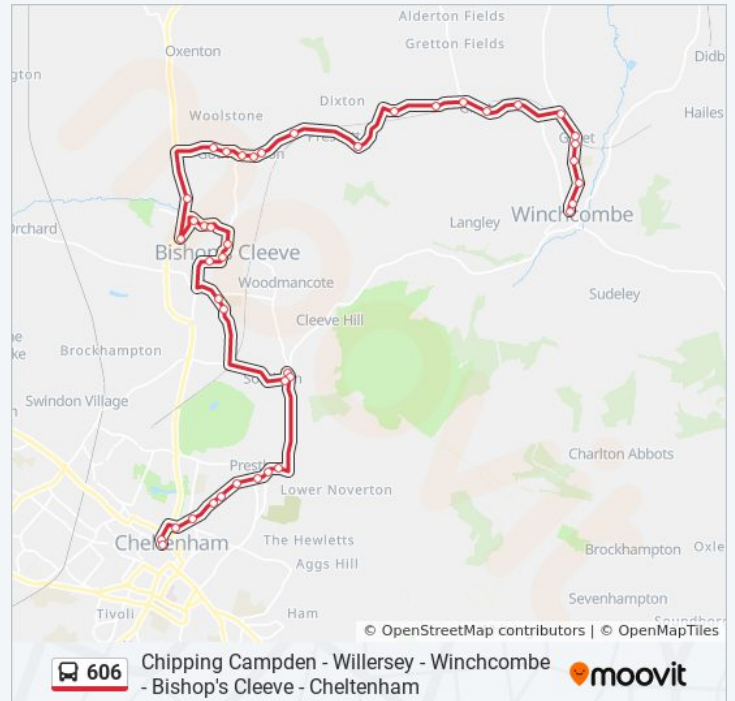 Alderton Fields
Oxenton
Gretton Fields
Didb
gton
Dixton
Woolstone
Hailes
Winchcombe
Langley
Orchard
Bishop's Cleeve
Woodmancote
Sudeley
Cleeve Hill
Brockhampton
Swindon Village
Charlton Abbots
Lower Noverton
Cheltenham
The Hewletts
Brockhampton
Oxle
Aggs Hill
Sevenhampton
Tivoli
Ham
© OpenStreetMap contributors | © OpenMapTiles
606
Chipping Campden - Willersey - Winchcombe
- Bishop's Cleeve - Cheltenham
moovit